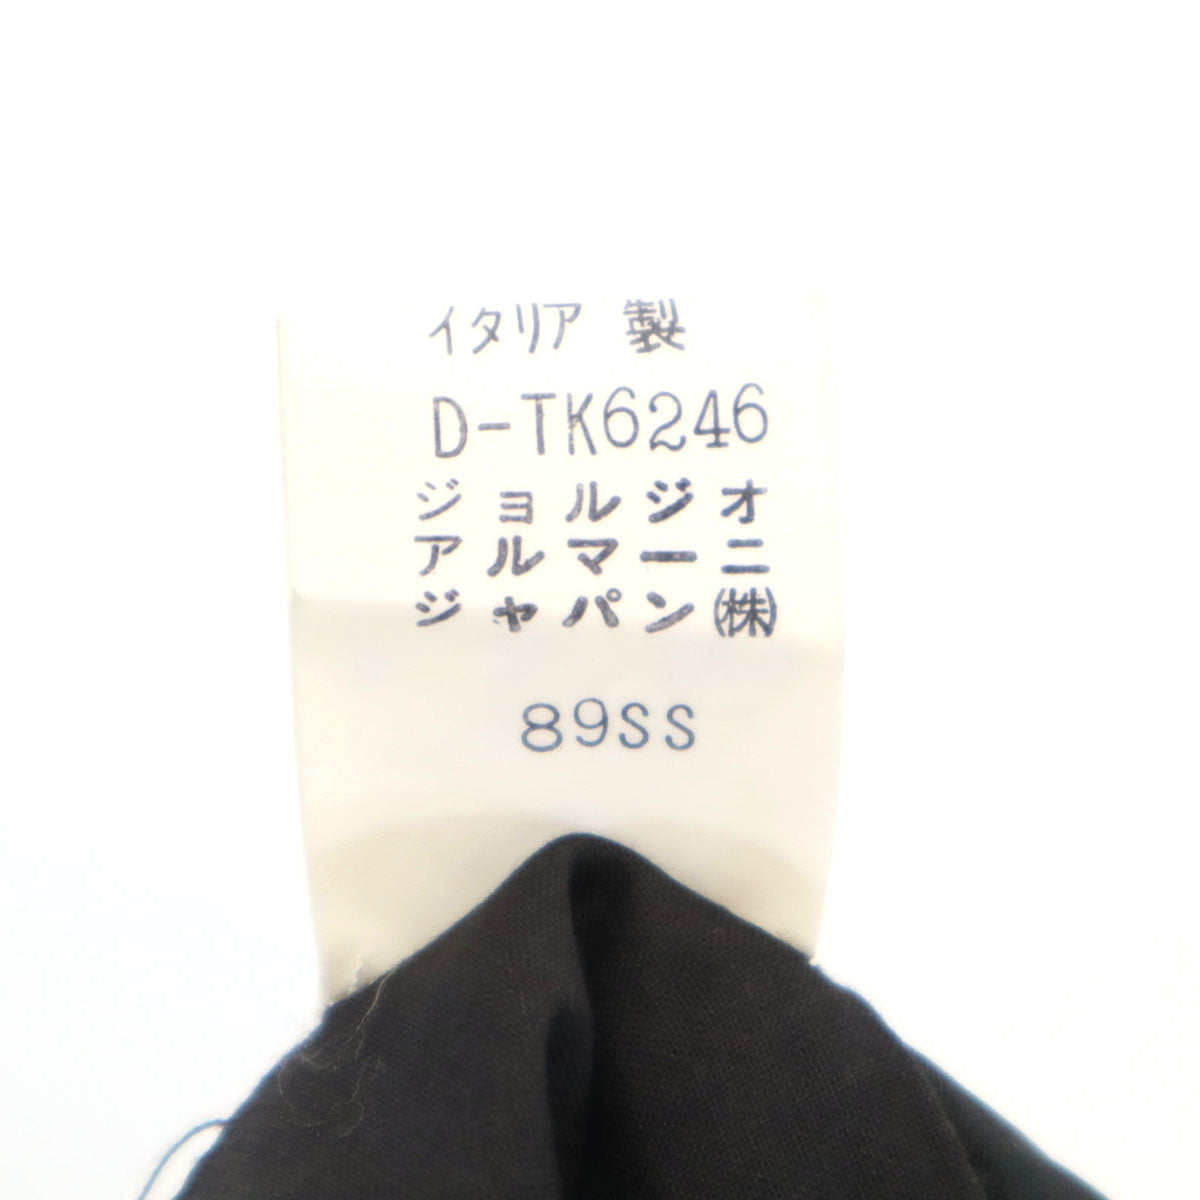 イタリア 製
D-TK6246
ジョルジオ
アルマーニ
ジャパン(株)
89SS